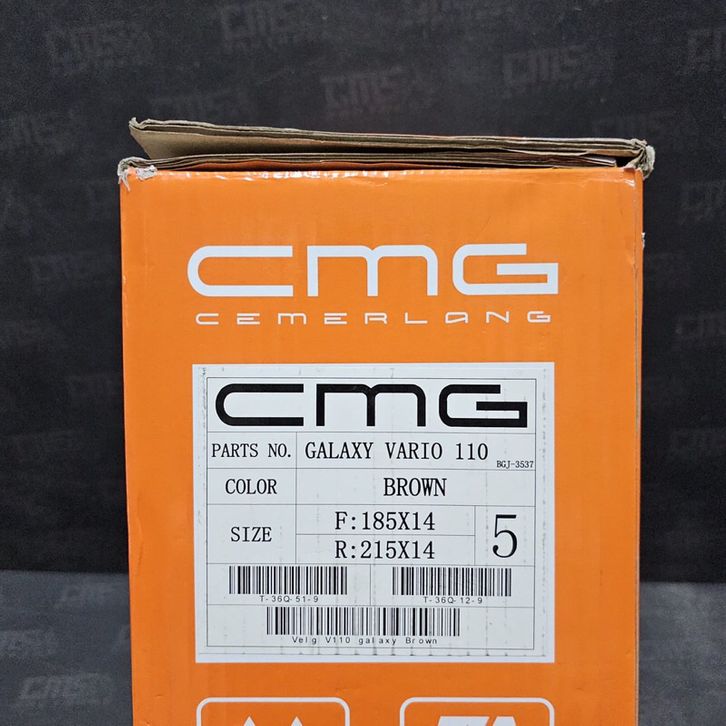 CMG
CEMERLANG
CMG
PARTS NO. GALAXY VARIO 110 BGJ-3537
COLOR BROWN
SIZE F:185X14 5
R:215X14
T-36Q-51-9 T-36Q-12-9
Velg V110 galaxy Brown